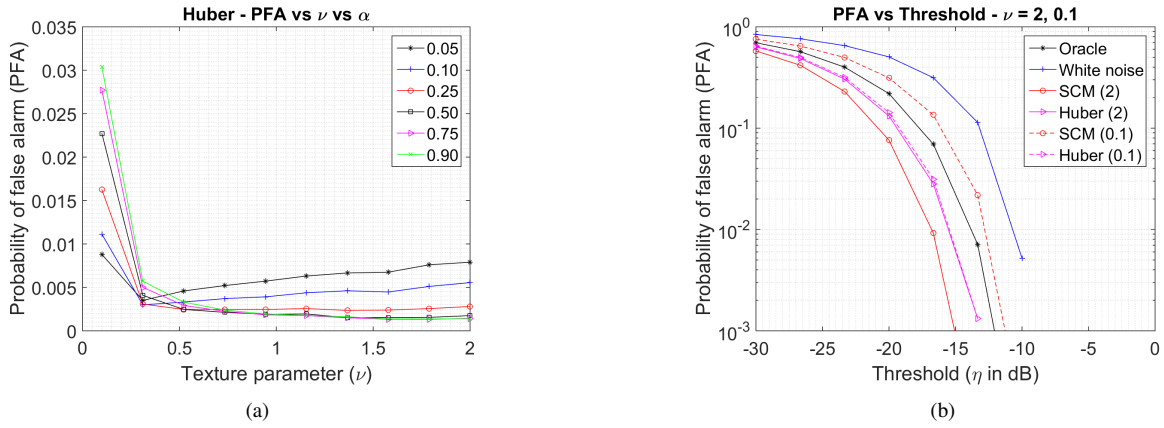 Huber - PFA vs ν vs α
Probability of false alarm (PFA)
0.035
0.03
0.025
0.02
0.015
0.01
0.005
0
0 0.5 1 1.5 2
Texture parameter (ν)
0.05
0.10
0.25
0.50
0.75
0.90
(a)
PFA vs Threshold - ν = 2, 0.1
Probability of false alarm (PFA)
10^0
10^-1
10^-2
10^-3
-30 -25 -20 -15 -10 -5 0
Threshold (η in dB)
Oracle
White noise
SCM (2)
Huber (2)
SCM (0.1)
Huber (0.1)
(b)